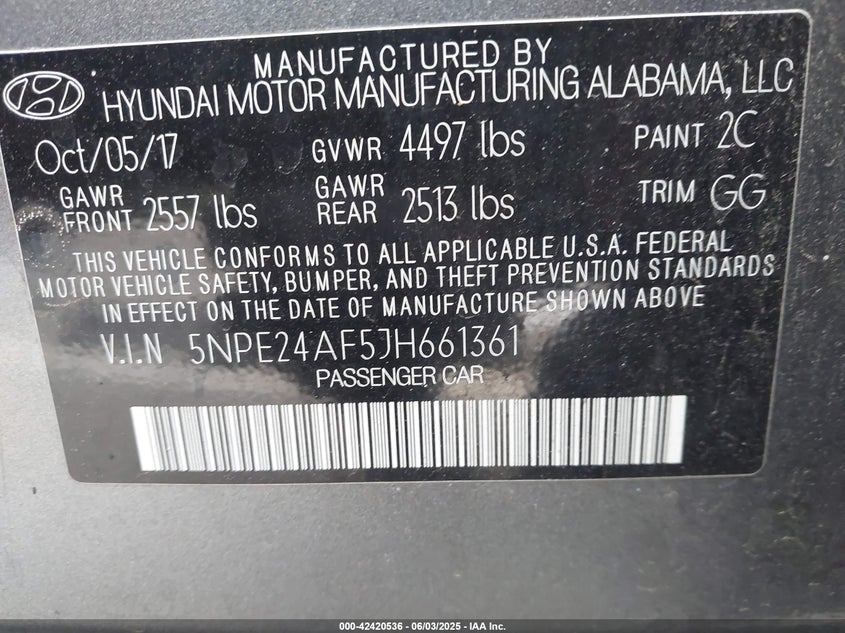 MANUFACTURED BY
HYUNDAI MOTOR MANUFACTURING ALABAMA, LLC
Oct/05/17 GVWR 4497 lbs PAINT 2C
GAWR FRONT 2557 lbs GAWR REAR 2513 lbs TRIM GG
THIS VEHICLE CONFORMS TO ALL APPLICABLE U.S.A. FEDERAL
MOTOR VEHICLE SAFETY, BUMPER, AND THEFT PREVENTION STANDARDS
IN EFFECT ON THE DATE OF MANUFACTURE SHOWN ABOVE
V.I.N 5NPE24AF5JH661361
PASSENGER CAR
000-42420536 - 06/03/2025 - IAA Inc.